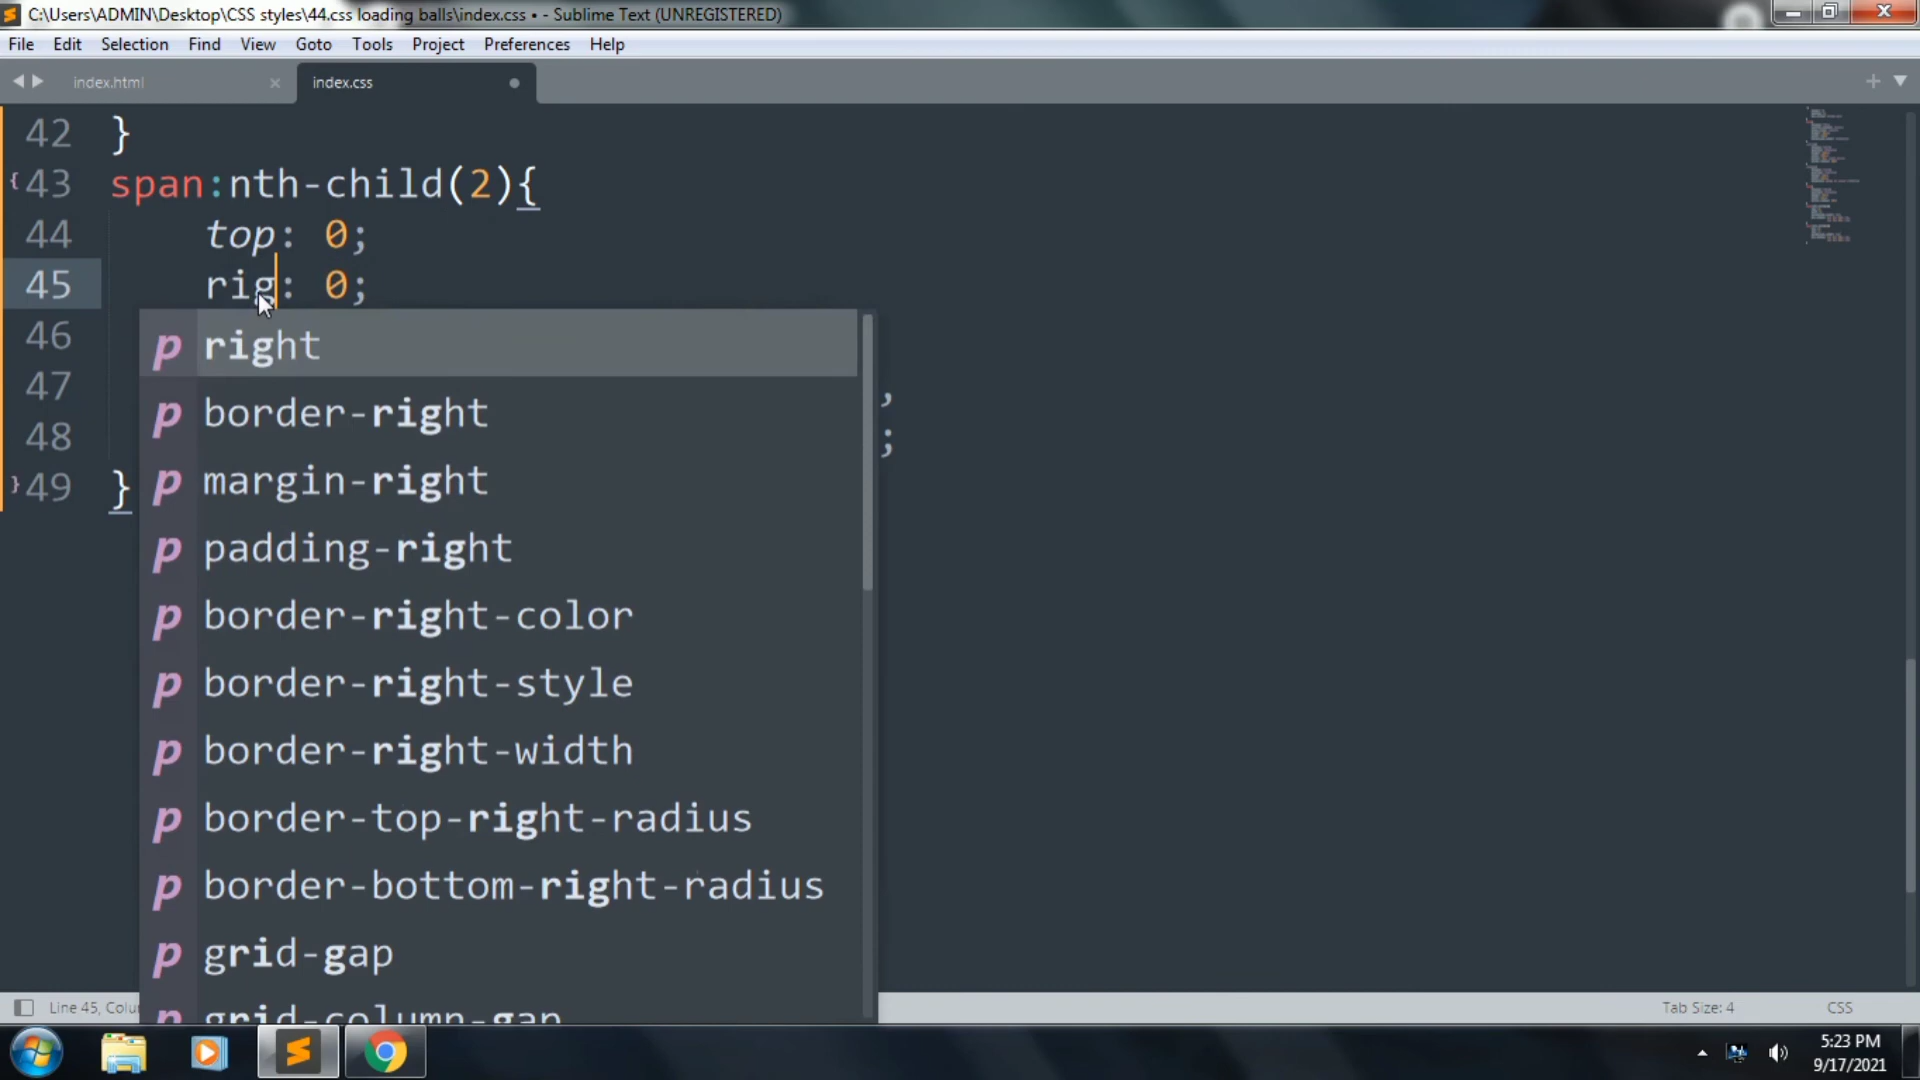 C:\Users\ADMIN\Desktop\CSS styles\44.css loading balls\index.css • - Sublime Text (UNREGISTERED)
File Edit Selection Find View Goto Tools Project Preferences Help
index.html × index.css
42 }
43 span:nth-child(2){
44 top: 0;
45 rig: 0;
46
47 ,
48 ;
49 }
p right
p border-right
p margin-right
p padding-right
p border-right-color
p border-right-style
p border-right-width
p border-top-right-radius
p border-bottom-right-radius
p grid-gap
p grid-column-gap
Line 45, Colu
Tab Size: 4 CSS
5:23 PM
9/17/2021